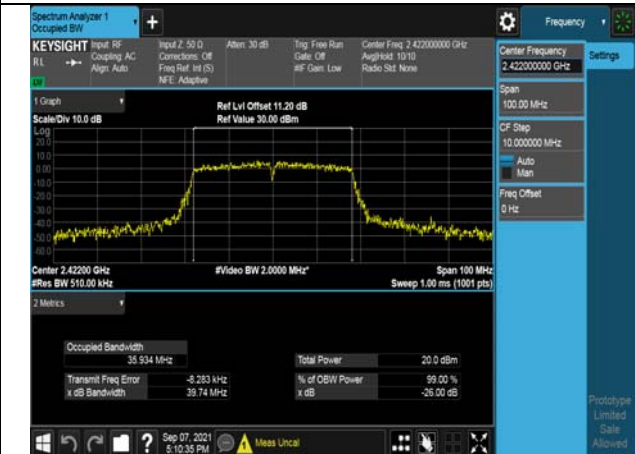 Spectrum Analyzer 1
Occupied BW
+
Frequency
KEYSIGHT
RL
Input: RF
Coupling: AC
Align: Auto
Input Z: 50 Ω
Corrections: Off
Freq Ref: Int (S)
NFE: Adaptive
Atten: 30 dB
Trig: Free Run
Gate: Off
#IF Gain: Low
Center Freq: 2.422000000 GHz
Avg|Hold: 10/10
Radio Std: None
Center Frequency
2.422000000 GHz
Settings
Span
100.00 MHz
CF Step
10.000000 MHz
Auto
Man
Freq Offset
0 Hz
1 Graph
Scale/Div 10.0 dB
Ref Lvl Offset 11.20 dB
Ref Value 30.00 dBm
Log
20.0
10.0
0.00
-10.0
-20.0
-30.0
-40.0
-50.0
-60.0
Center 2.42200 GHz
#Res BW 510.00 kHz
#Video BW 2.0000 MHz*
Span 100 MHz
Sweep 1.00 ms (1001 pts)
2 Metrics
Occupied Bandwidth
35.934 MHz
Total Power 20.0 dBm
Transmit Freq Error -8.283 kHz
% of OBW Power 99.00 %
x dB Bandwidth 39.74 MHz
x dB -26.00 dB
Prototype
Limited
Sale
Allowed
?
Sep 07, 2021
5:10:35 PM
1
Meas Uncal